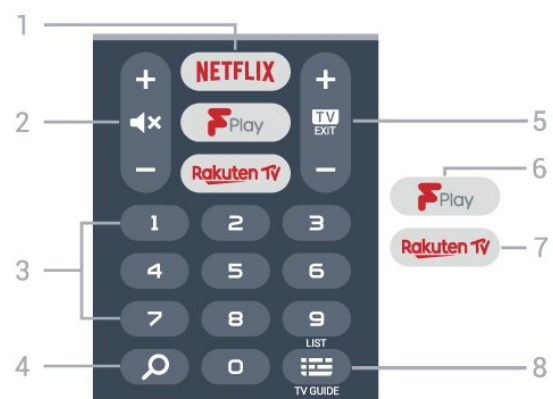 1
NETFLIX
+ +
2
F Play
TV
EXIT
5
− −
Rakuten TV
6
F Play
1 2 3
Rakuten TV
7
3
4 5 6
7 8 9
LIST
4
0
8
TV GUIDE